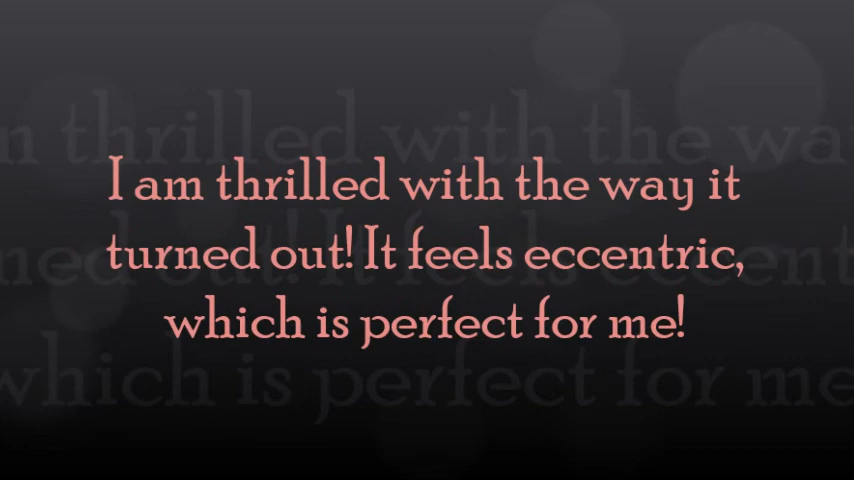 I am thrilled with the way it
turned out! It feels eccentric,
which is perfect for me!